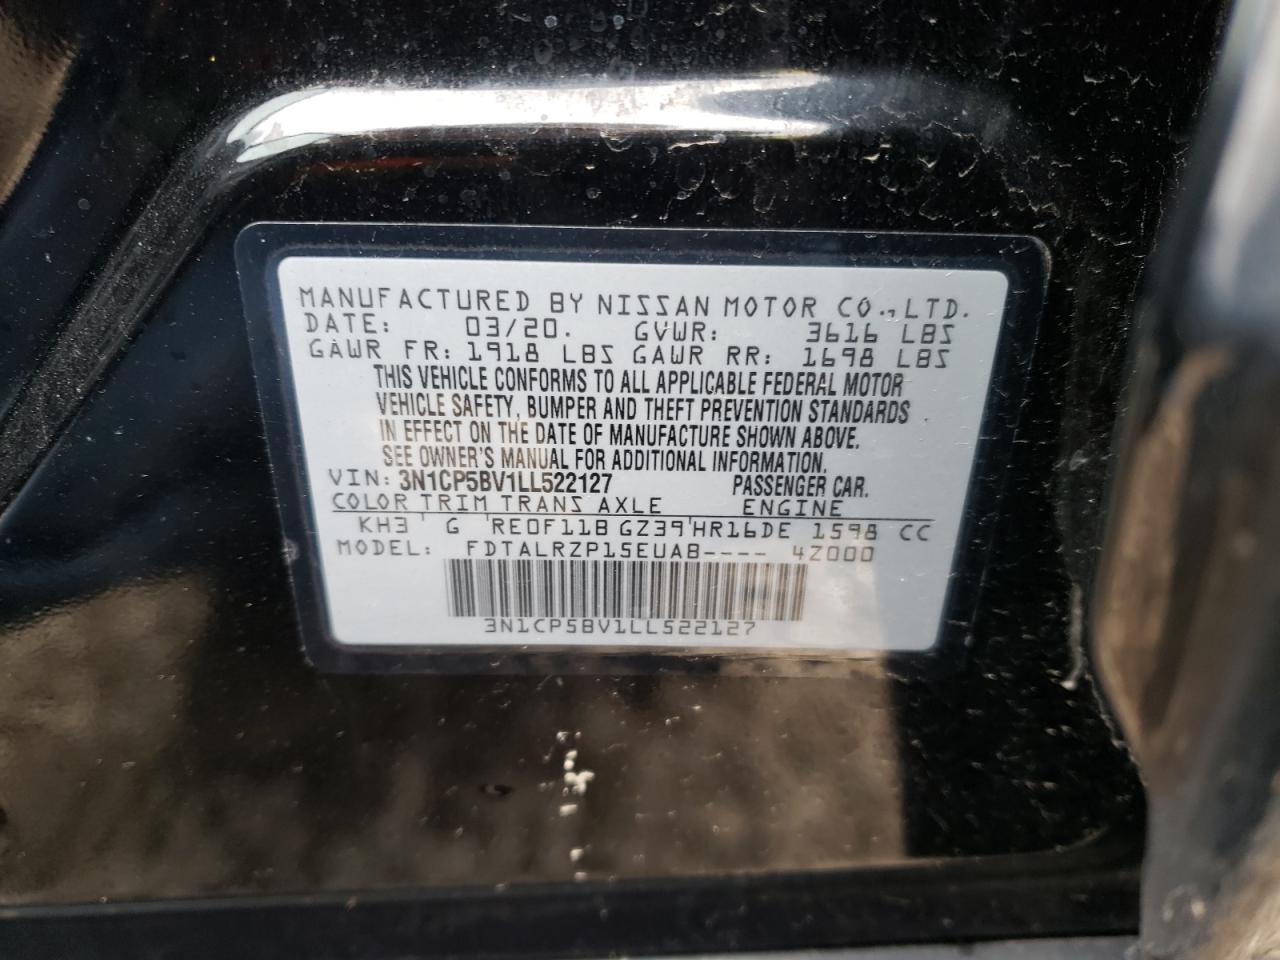 MANUFACTURED BY NISSAN MOTOR CO., LTD.
DATE: 03/20. GVWR: 3616 LBS
GAWR FR: 1918 LBS GAWR RR: 1698 LBS
THIS VEHICLE CONFORMS TO ALL APPLICABLE FEDERAL MOTOR
VEHICLE SAFETY, BUMPER AND THEFT PREVENTION STANDARDS
IN EFFECT ON THE DATE OF MANUFACTURE SHOWN ABOVE.
SEE OWNER'S MANUAL FOR ADDITIONAL INFORMATION.
VIN: 3N1CP5BV1LL522127 PASSENGER CAR.
COLOR TRIM TRANS AXLE ENGINE
KH3 G RE0F11B GZ39 HR16DE 1598 CC
MODEL: FDTALRZP15EUAB---- 4Z000
3N1CP5BV1LL522127